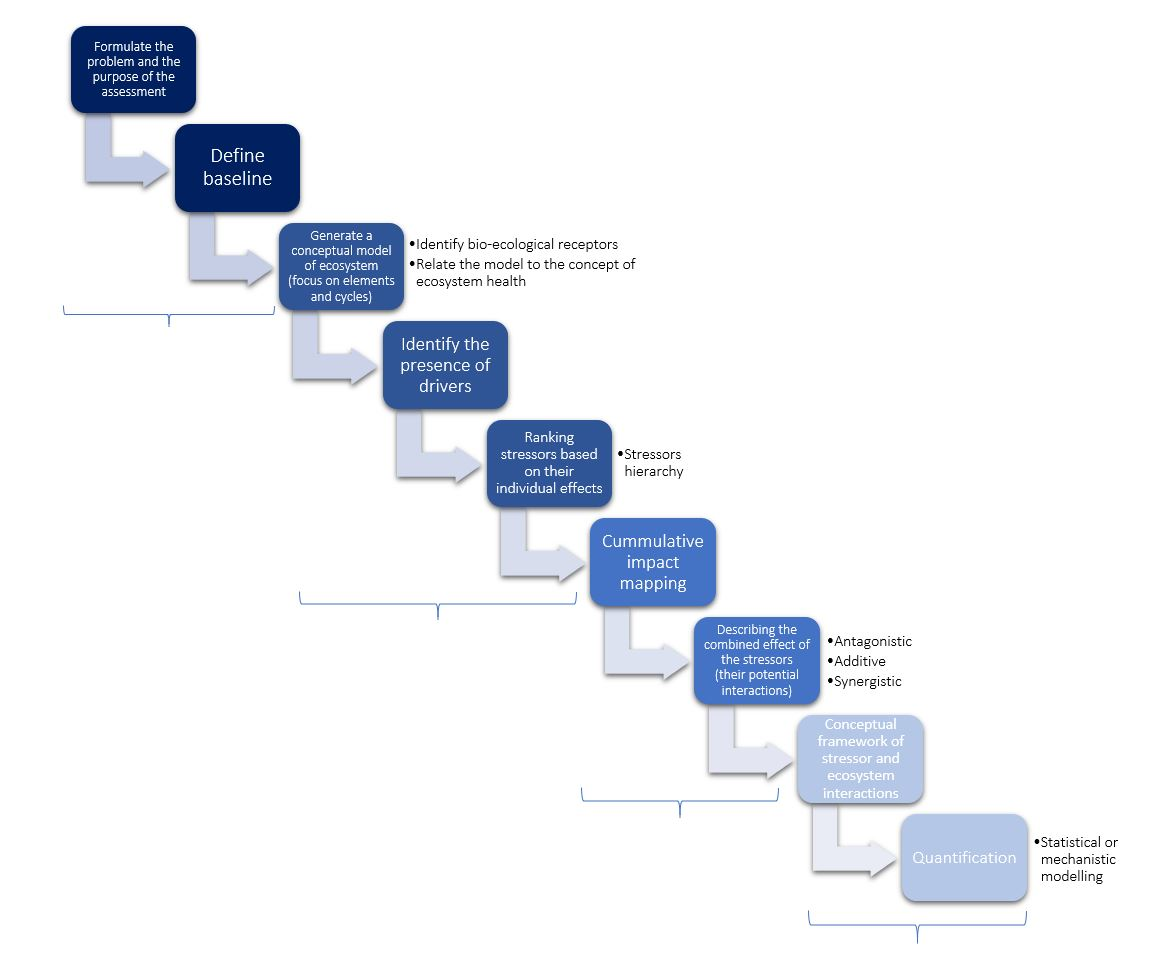 Formulate the
problem and the
purpose of the
assessment
Define
baseline
Generate a
conceptual model
of ecosystem
(focus on elements
and cycles)
•Identify bio-ecological receptors
•Relate the model to the concept of
ecosystem health
Identify the
presence of
drivers
Ranking
stressors based
on their
individual effects
•Stressors
hierarchy
Cummulative
impact
mapping
Describing the
combined effect of
the stressors
(their potential
interactions)
•Antagonistic
•Additive
•Synergistic
Conceptual
framework of
stressor and
ecosystem
interactions
Quantification
•Statistical or
mechanistic
modelling